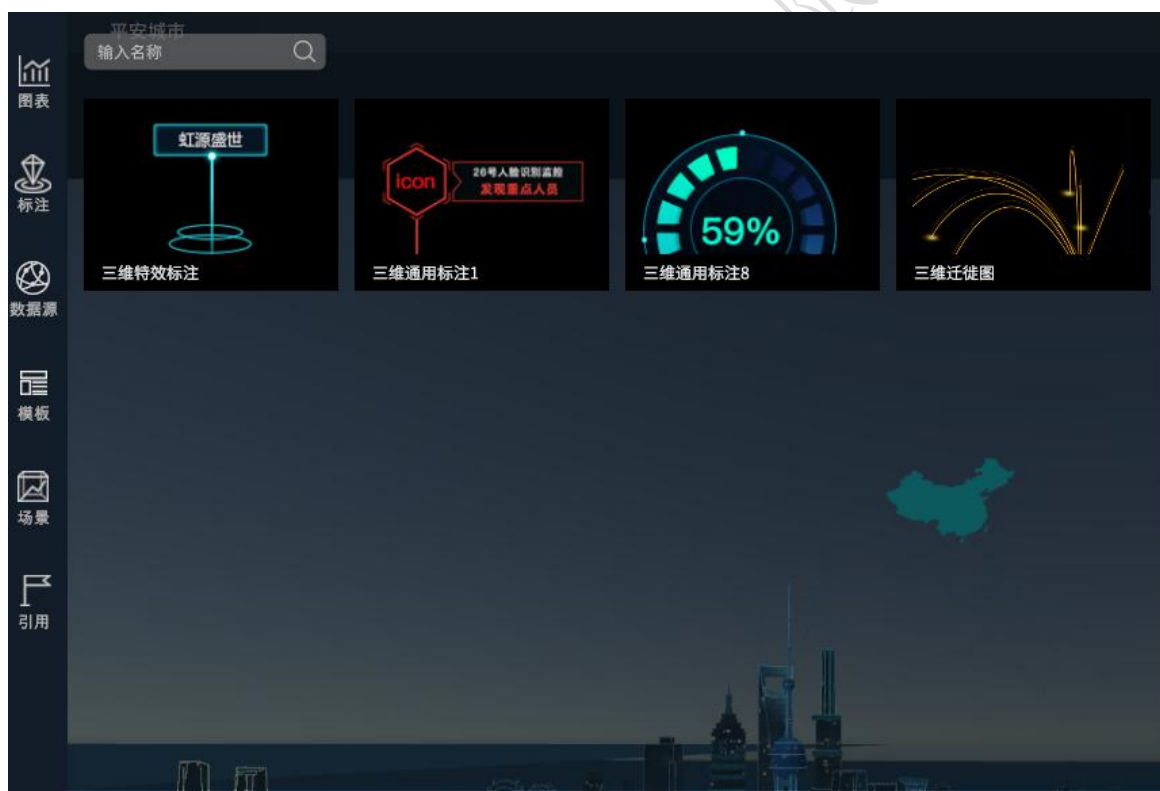 平安城市
输入名称
图表
标注
数据源
模板
场景
引用
虹源盛世
三维特效标注
icon
26号人脸识别监控
发现重点人员
三维通用标注1
59%
三维通用标注8
三维迁徙图